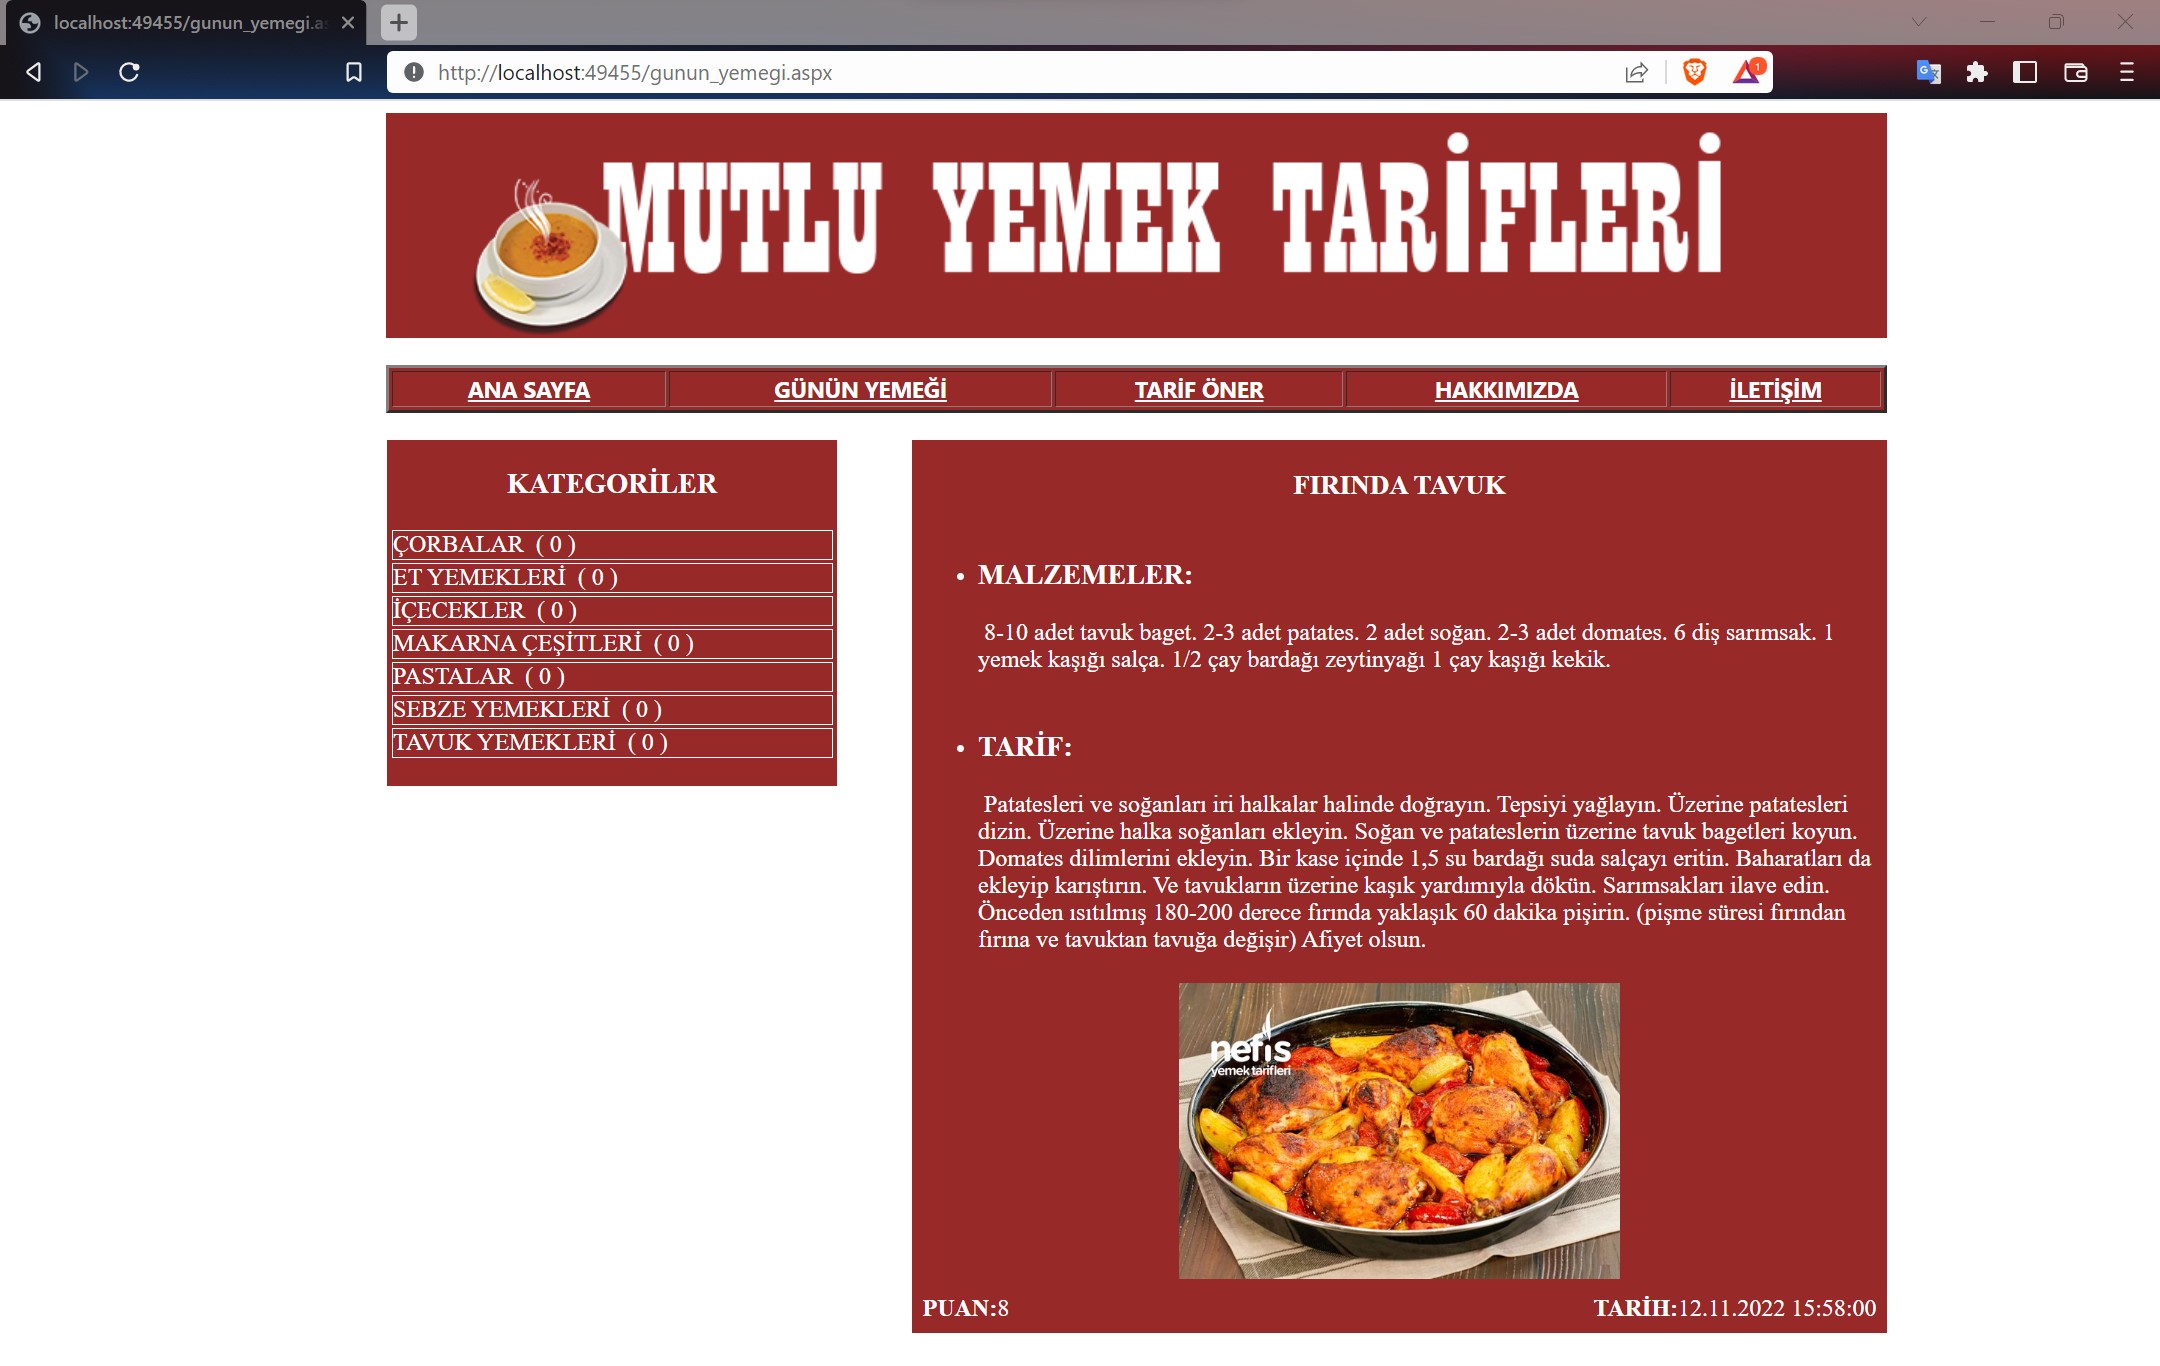 localhost:49455/gunun_yemegi.as
http://localhost:49455/gunun_yemegi.aspx
1
MUTLU YEMEK TARİFLERİ
ANA SAYFA GÜNÜN YEMEĞİ TARİF ÖNER HAKKIMIZDA İLETİŞİM
KATEGORİLER
ÇORBALAR ( 0 )
ET YEMEKLERİ ( 0 )
İÇECEKLER ( 0 )
MAKARNA ÇEŞİTLERİ ( 0 )
PASTALAR ( 0 )
SEBZE YEMEKLERİ ( 0 )
TAVUK YEMEKLERİ ( 0 )
FIRINDA TAVUK
MALZEMELER:
8-10 adet tavuk baget. 2-3 adet patates. 2 adet soğan. 2-3 adet domates. 6 diş sarımsak. 1
yemek kaşığı salça. 1/2 çay bardağı zeytinyağı 1 çay kaşığı kekik.
TARİF:
Patatesleri ve soğanları iri halkalar halinde doğrayın. Tepsiyi yağlayın. Üzerine patatesleri
dizin. Üzerine halka soğanları ekleyin. Soğan ve patateslerin üzerine tavuk bagetleri koyun.
Domates dilimlerini ekleyin. Bir kase içinde 1,5 su bardağı suda salçayı eritin. Baharatları da
ekleyip karıştırın. Ve tavukların üzerine kaşık yardımıyla dökün. Sarımsakları ilave edin.
Önceden ısıtılmış 180-200 derece fırında yaklaşık 60 dakika pişirin. (pişme süresi fırından
fırına ve tavuktan tavuğa değişir) Afiyet olsun.
nefis
yemek tarifleri
PUAN:8 TARİH:12.11.2022 15:58:00